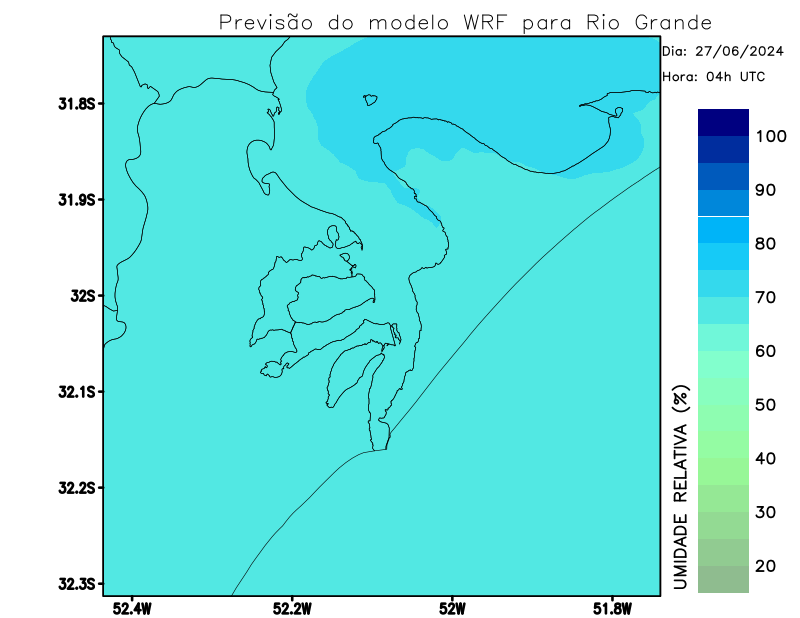 Previsão do modelo WRF para Rio Grande
Dia: 27/06/2024
Hora: 04h UTC
31.8S
31.9S
32S
32.1S
32.2S
32.3S
52.4W
52.2W
52W
51.8W
100
90
80
70
60
50
40
30
20
UMIDADE RELATIVA (%)